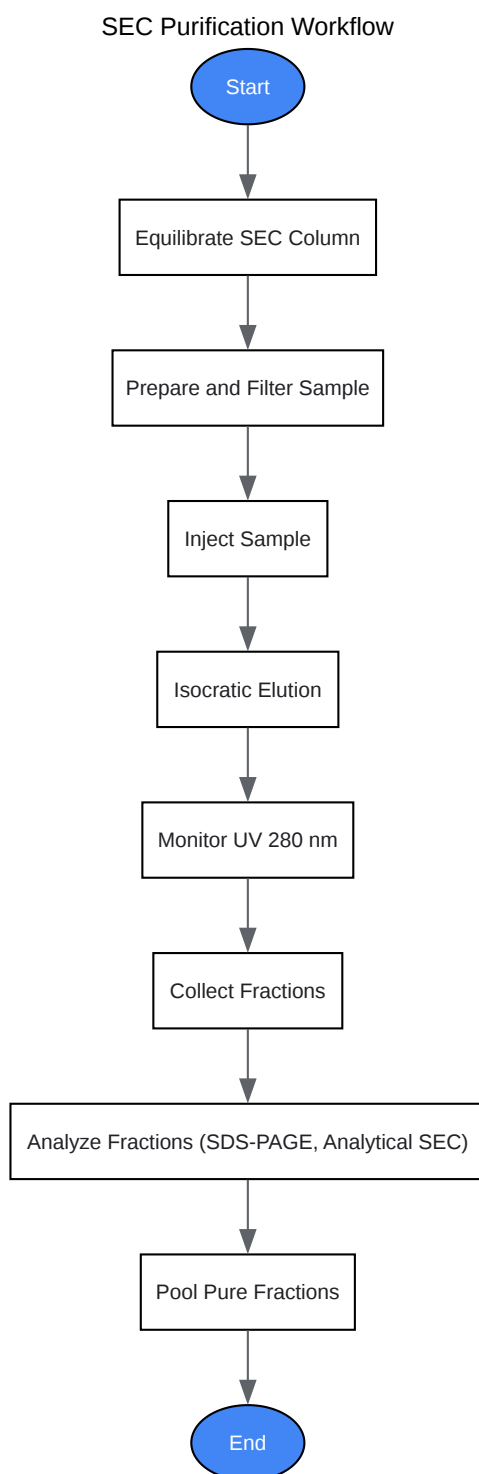 SEC Purification Workflow
Start
Equilibrate SEC Column
Prepare and Filter Sample
Inject Sample
Isocratic Elution
Monitor UV 280 nm
Collect Fractions
Analyze Fractions (SDS-PAGE, Analytical SEC)
Pool Pure Fractions
End